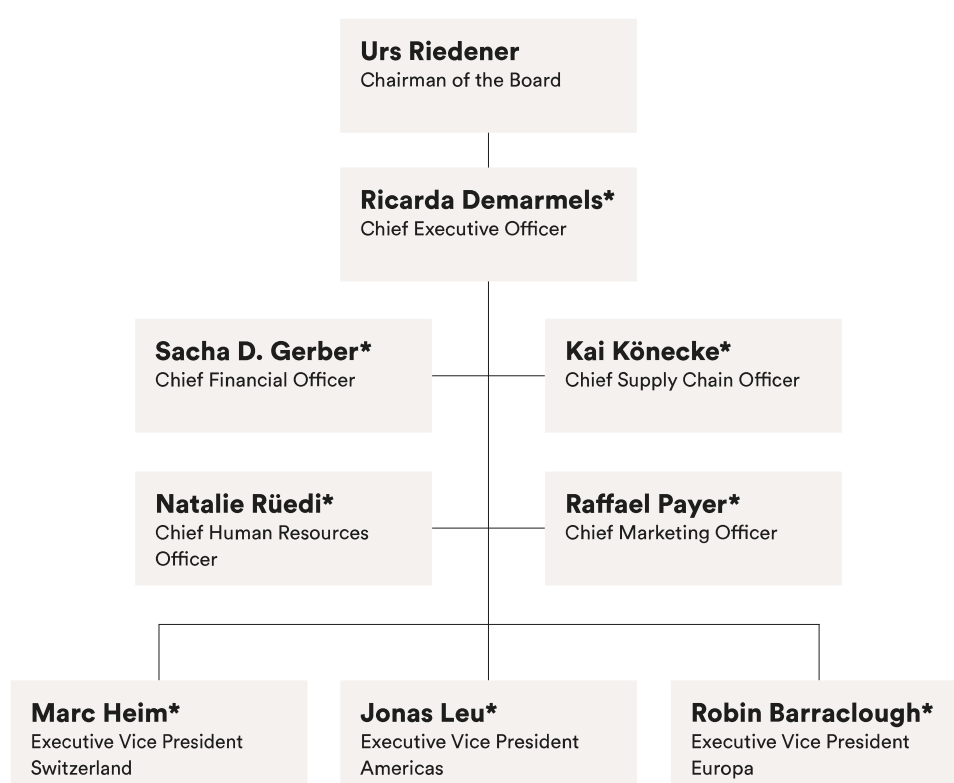 Urs Riedener
Chairman of the Board
Ricarda Demarmels*
Chief Executive Officer
Sacha D. Gerber*
Chief Financial Officer
Kai Könecke*
Chief Supply Chain Officer
Natalie Rüedi*
Chief Human Resources
Officer
Raffael Payer*
Chief Marketing Officer
Marc Heim*
Executive Vice President
Switzerland
Jonas Leu*
Executive Vice President
Americas
Robin Barraclough*
Executive Vice President
Europa